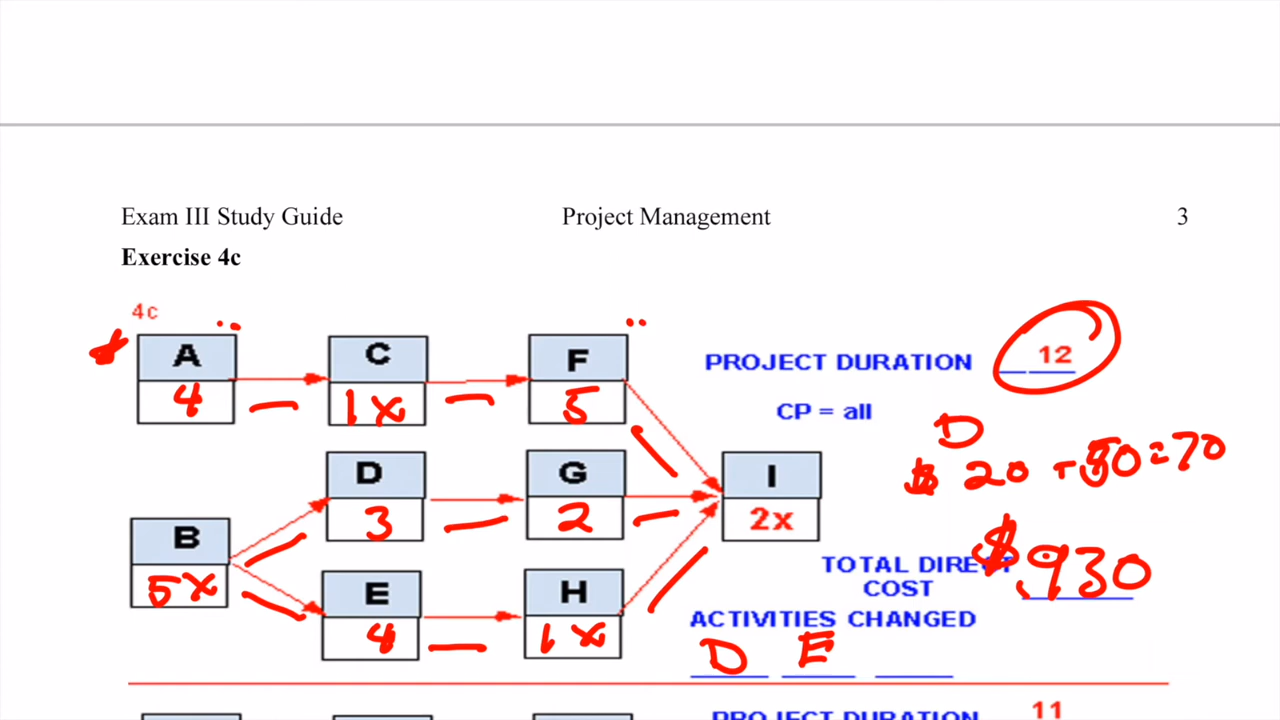 Exam III Study Guide Project Management 3
Exercise 4c
4c
A C F
4 1x 5
PROJECT DURATION 12
CP = all
D
$ 20 + 50 = 70
D G I
3 2 2x
B
5x
E H
4 1x
TOTAL DIRECT
COST $930
ACTIVITIES CHANGED
D E
PROJECT DURATION 11